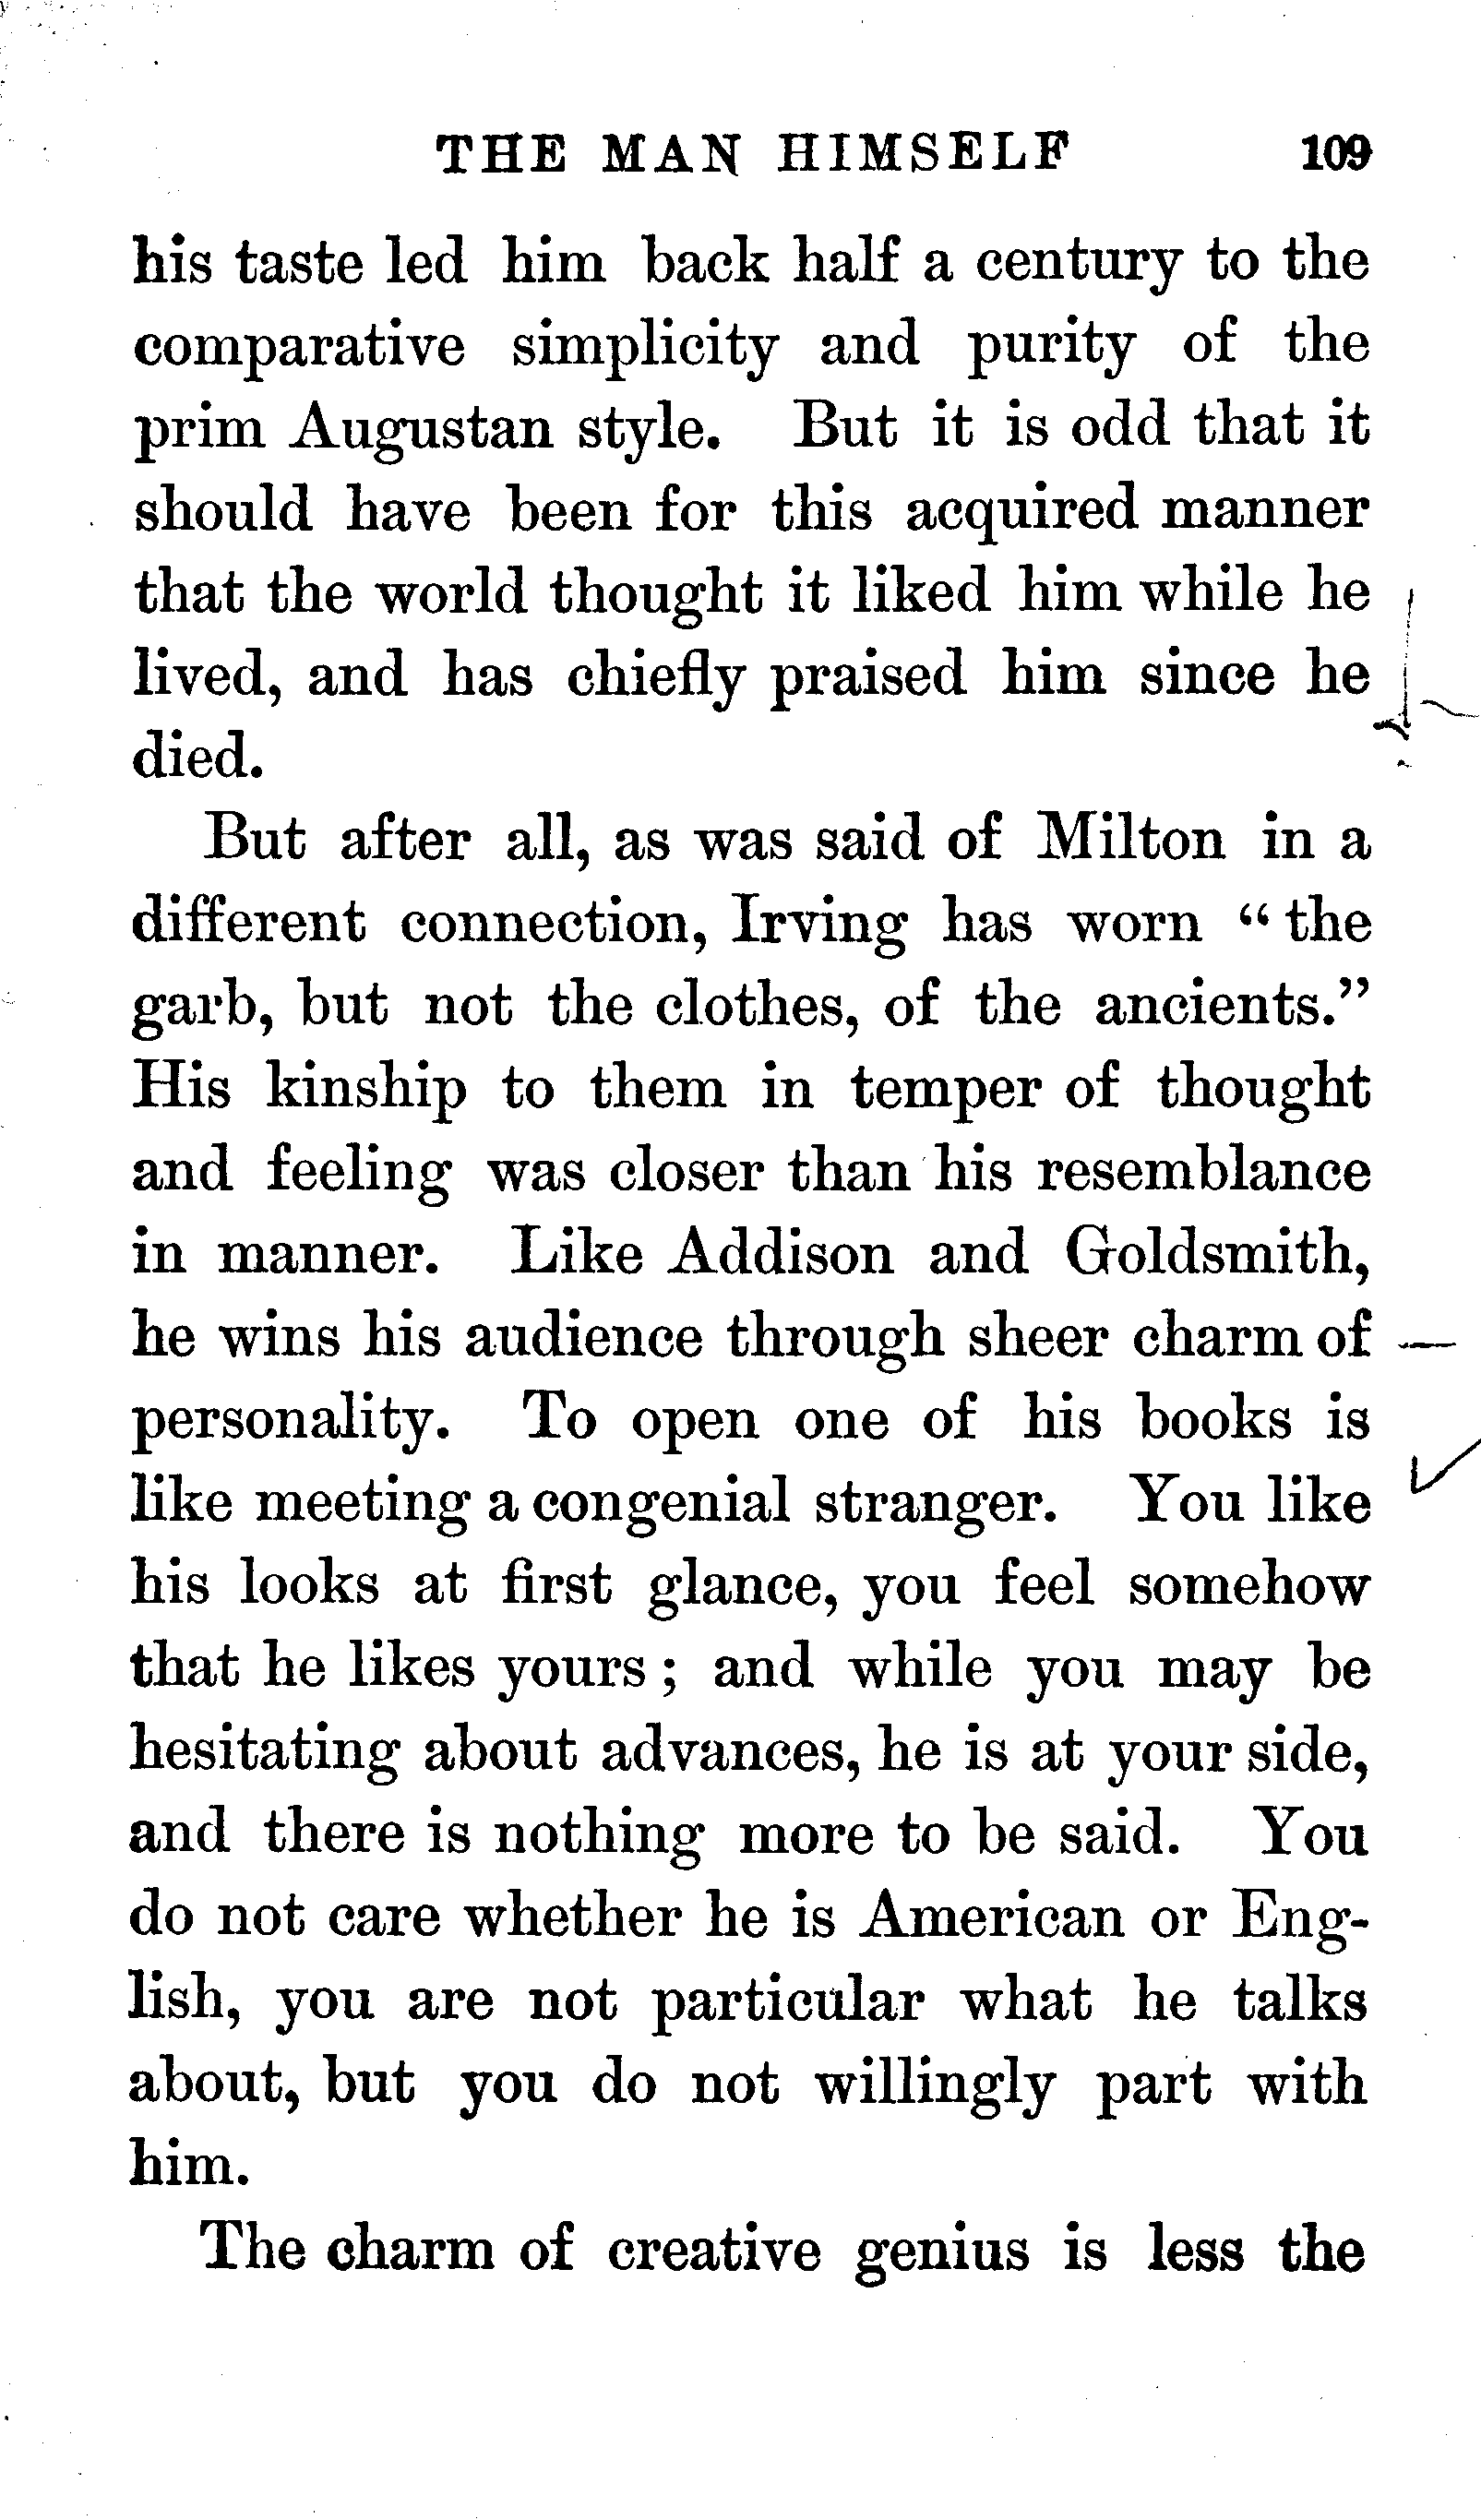 THE MAN HIMSELF 109
his taste led him back half a century to the
comparative simplicity and purity of the
prim Augustan style. But it is odd that it
should have been for this acquired manner
that the world thought it liked him while he
lived, and has chiefly praised him since he
died.
But after all, as was said of Milton in a
different connection, Irving has worn “the
garb, but not the clothes, of the ancients.”
His kinship to them in temper of thought
and feeling was closer than his resemblance
in manner. Like Addison and Goldsmith,
he wins his audience through sheer charm of
personality. To open one of his books is
like meeting a congenial stranger. You like
his looks at first glance, you feel somehow
that he likes yours; and while you may be
hesitating about advances, he is at your side,
and there is nothing more to be said. You
do not care whether he is American or Eng-
lish, you are not particular what he talks
about, but you do not willingly part with
him.
The charm of creative genius is less the